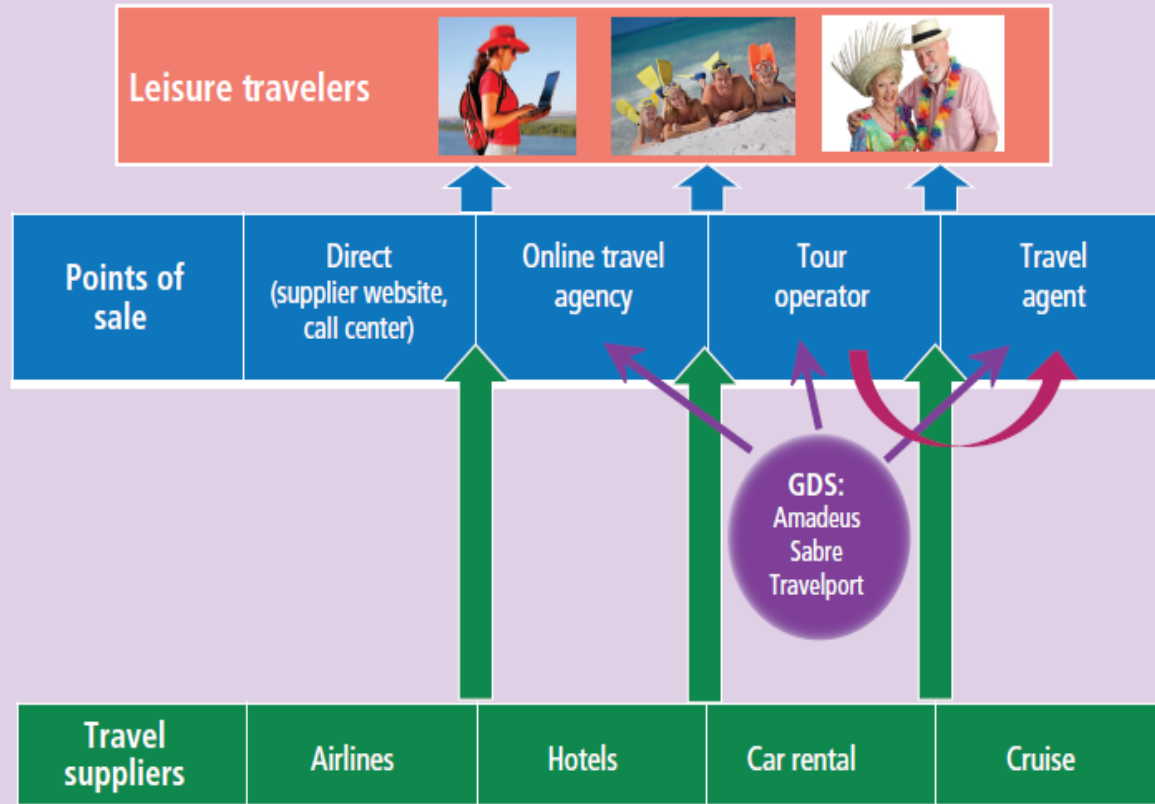 Leisure travelers
Points of
sale
Direct
(supplier website,
call center)
Online travel
agency
Tour
operator
Travel
agent
GDS:
Amadeus
Sabre
Travelport
Travel
suppliers
Airlines
Hotels
Car rental
Cruise